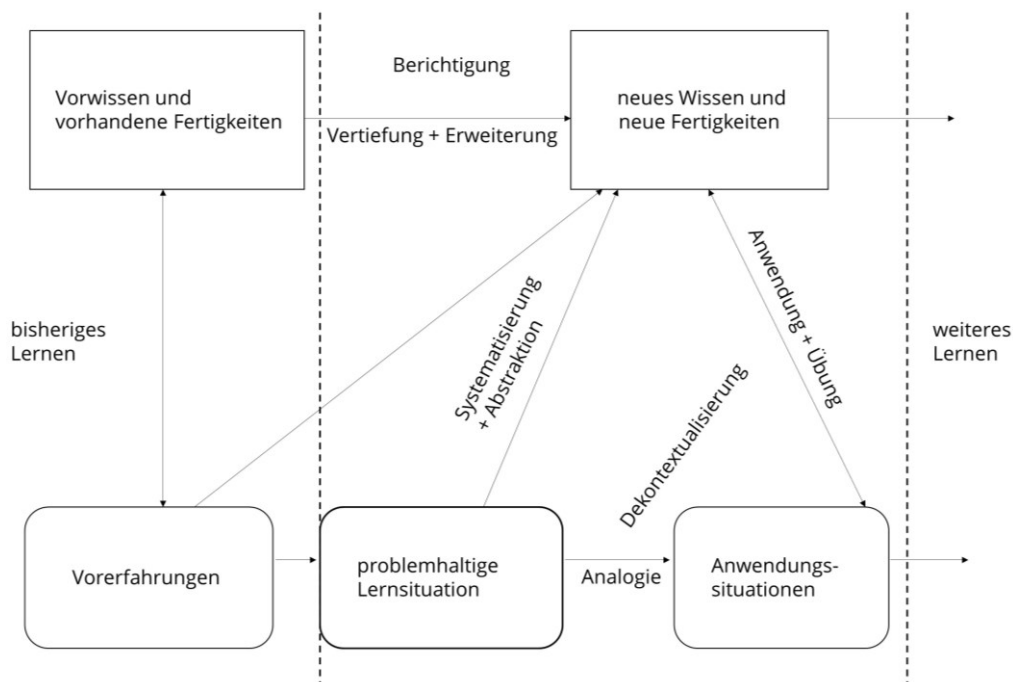 Vorwissen und
vorhandene Fertigkeiten
Berichtigung
Vertiefung + Erweiterung
neues Wissen und
neue Fertigkeiten
bisheriges
Lernen
Systematisierung
+ Abstraktion
Anwendung + Übung
Dekontextualisierung
weiteres
Lernen
Vorerfahrungen
problemhaltige
Lernsituation
Analogie
Anwendungs-
situationen